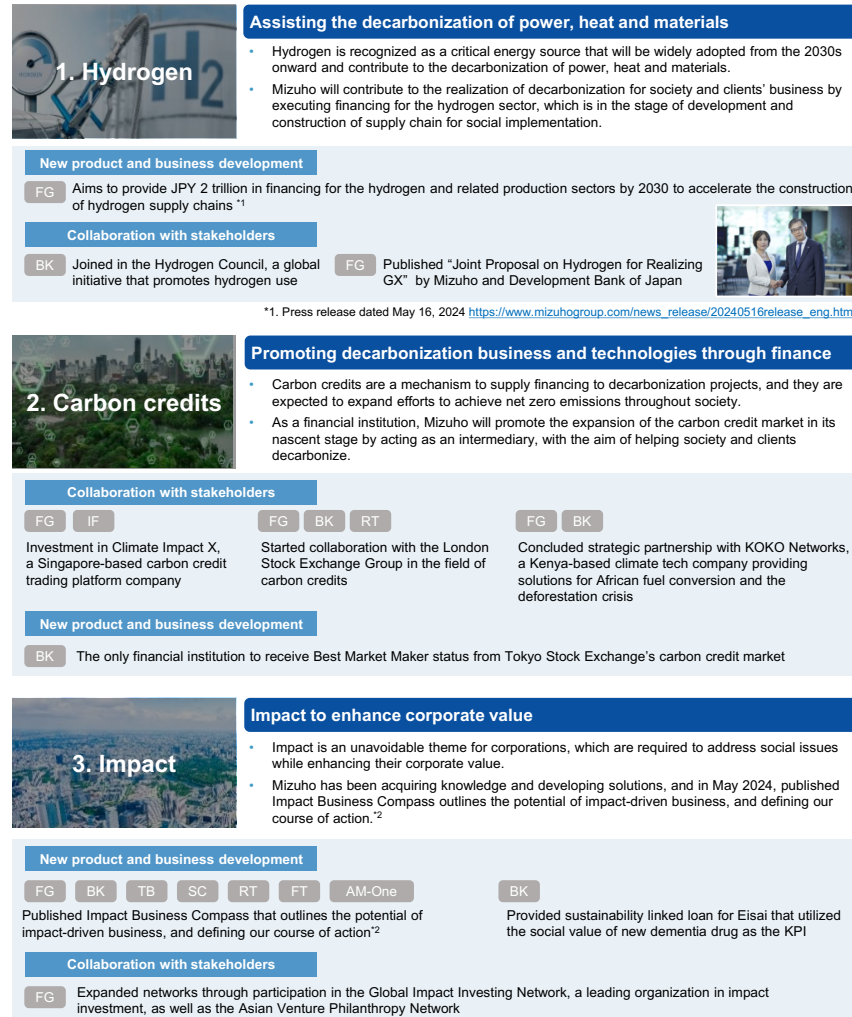 1. Hydrogen
H2
Assisting the decarbonization of power, heat and materials
• Hydrogen is recognized as a critical energy source that will be widely adopted from the 2030s
onward and contribute to the decarbonization of power, heat and materials.
• Mizuho will contribute to the realization of decarbonization for society and clients' business by
executing financing for the hydrogen sector, which is in the stage of development and
construction of supply chain for social implementation.
New product and business development
FG Aims to provide JPY 2 trillion in financing for the hydrogen and related production sectors by 2030 to accelerate the construction
of hydrogen supply chains *1
Collaboration with stakeholders
BK Joined in the Hydrogen Council, a global
initiative that promotes hydrogen use
FG Published “Joint Proposal on Hydrogen for Realizing
GX” by Mizuho and Development Bank of Japan
*1. Press release dated May 16, 2024 https://www.mizuhogroup.com/news_release/20240516release_eng.htm
2. Carbon credits
Promoting decarbonization business and technologies through finance
• Carbon credits are a mechanism to supply financing to decarbonization projects, and they are
expected to expand efforts to achieve net zero emissions throughout society.
• As a financial institution, Mizuho will promote the expansion of the carbon credit market in its
nascent stage by acting as an intermediary, with the aim of helping society and clients
decarbonize.
Collaboration with stakeholders
FG IF
Investment in Climate Impact X,
a Singapore-based carbon credit
trading platform company
FG BK RT
Started collaboration with the London
Stock Exchange Group in the field of
carbon credits
FG BK
Concluded strategic partnership with KOKO Networks,
a Kenya-based climate tech company providing
solutions for African fuel conversion and the
deforestation crisis
New product and business development
BK The only financial institution to receive Best Market Maker status from Tokyo Stock Exchange's carbon credit market
3. Impact
Impact to enhance corporate value
• Impact is an unavoidable theme for corporations, which are required to address social issues
while enhancing their corporate value.
• Mizuho has been acquiring knowledge and developing solutions, and in May 2024, published
Impact Business Compass outlines the potential of impact-driven business, and defining our
course of action.*2
New product and business development
FG BK TB SC RT FT AM-One
Published Impact Business Compass that outlines the potential of
impact-driven business, and defining our course of action*2
BK
Provided sustainability linked loan for Eisai that utilized
the social value of new dementia drug as the KPI
Collaboration with stakeholders
FG Expanded networks through participation in the Global Impact Investing Network, a leading organization in impact
investment, as well as the Asian Venture Philanthropy Network